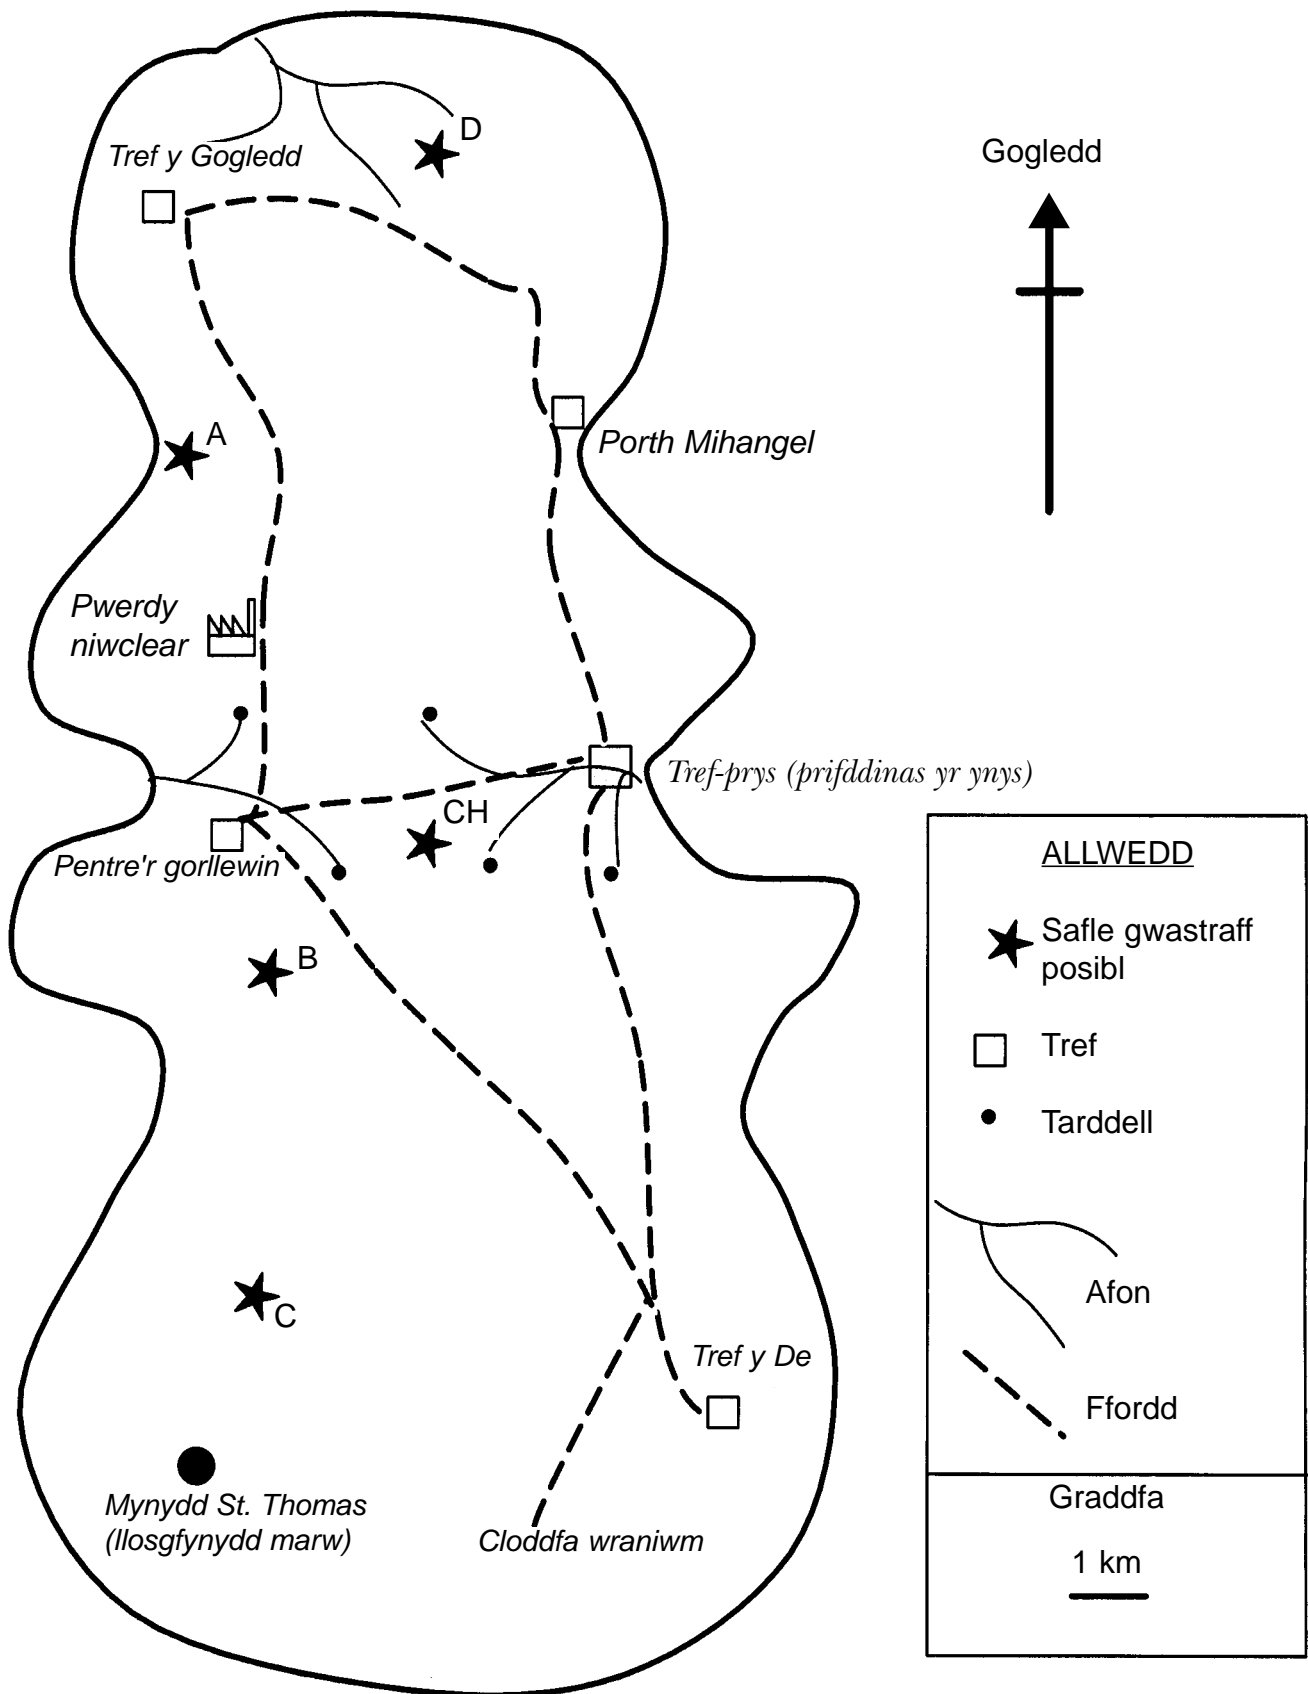 D
Tref y Gogledd
Gogledd
A
Porth Mihangel
Pwerdy
niwclear
Tref-prys (prifddinas yr ynys)
CH
Pentre'r gorllewin
B
C
Tref y De
Mynydd St. Thomas
(llosgfynydd marw)
Cloddfa wraniwm
ALLWEDD
Safle gwastraff
posibl
Tref
Tarddell
Afon
Ffordd
Graddfa
1 km